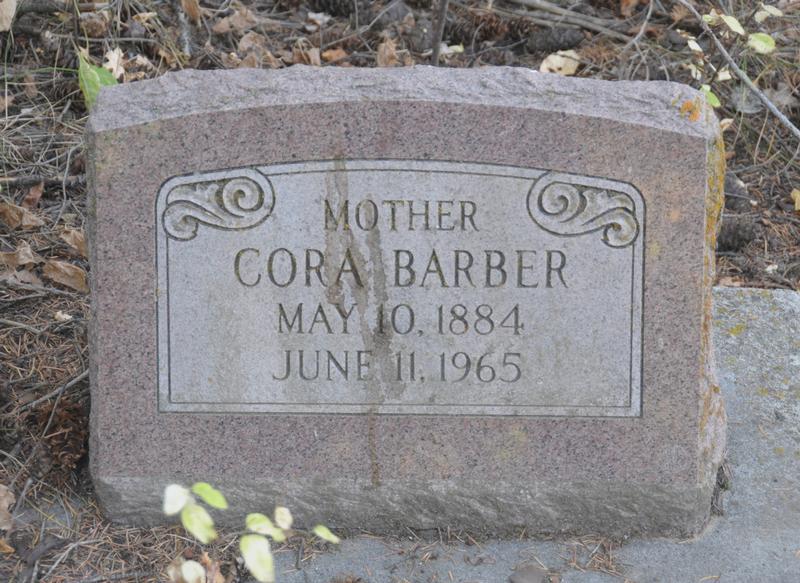 MOTHER
CORA BARBER
MAY 10, 1884
JUNE 11, 1965